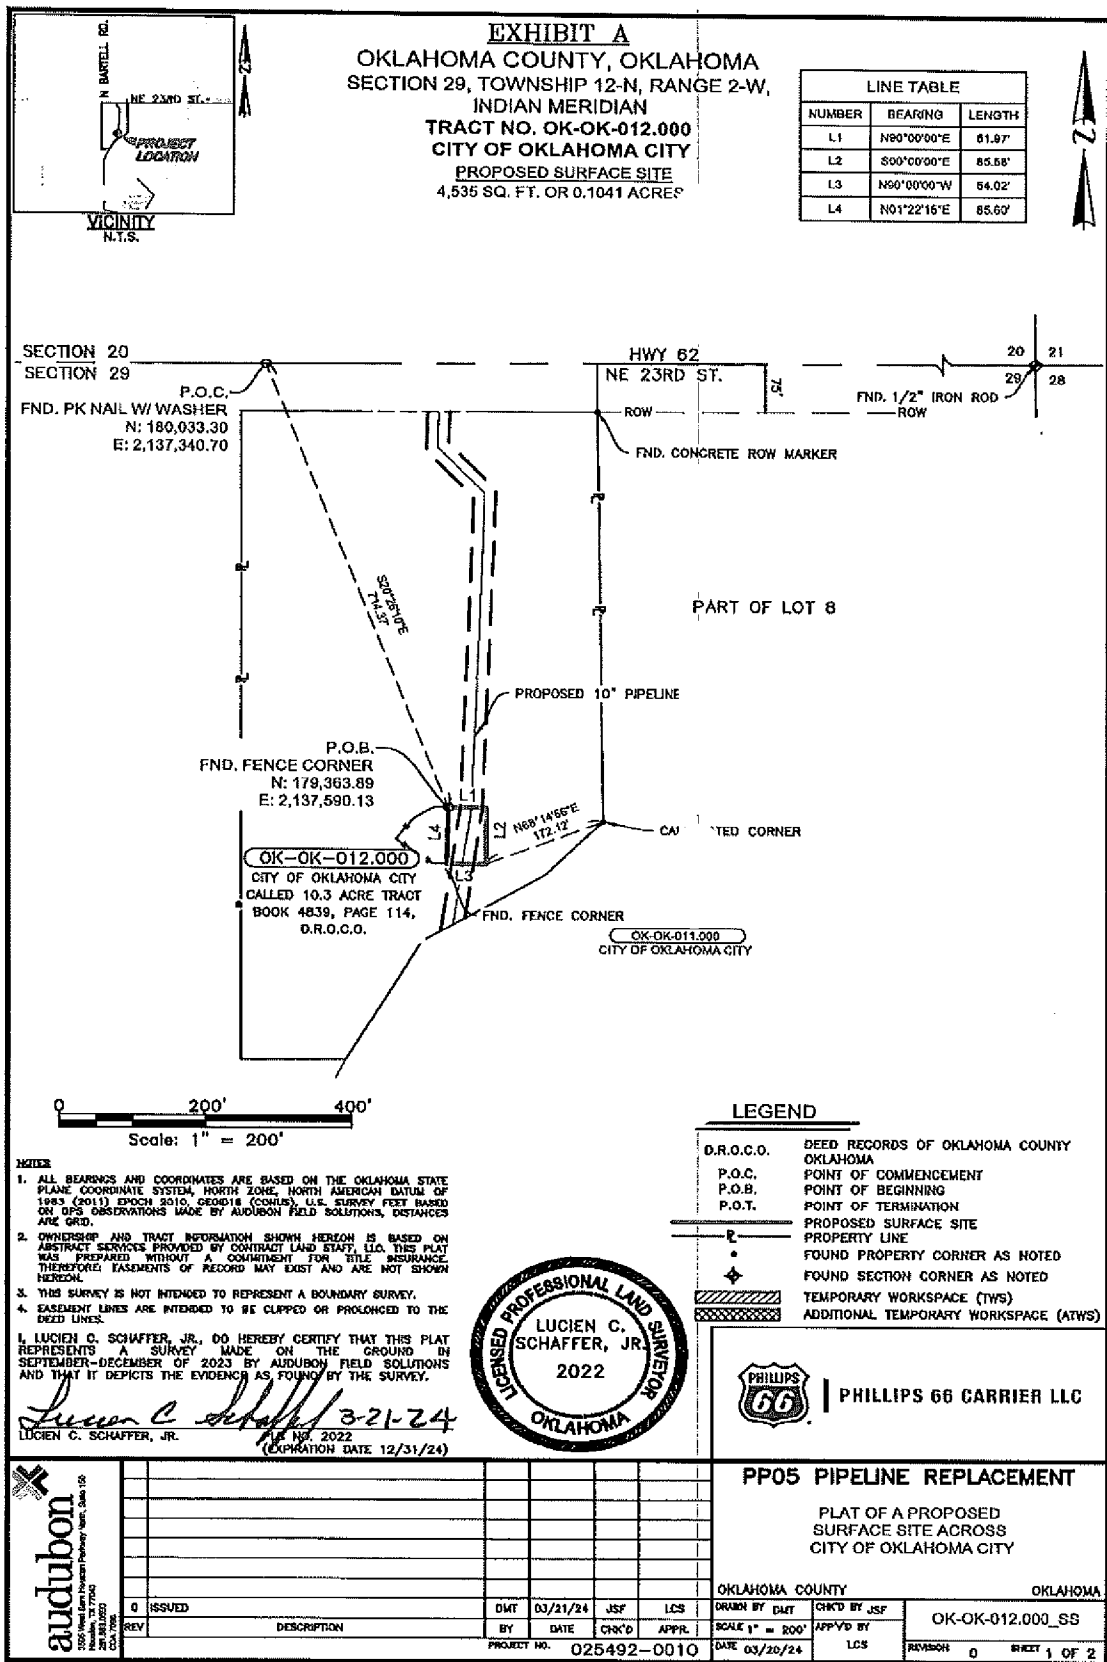 EXHIBIT A
OKLAHOMA COUNTY, OKLAHOMA
SECTION 29, TOWNSHIP 12-N, RANGE 2-W,
INDIAN MERIDIAN
TRACT NO. OK-OK-012.000
CITY OF OKLAHOMA CITY
PROPOSED SURFACE SITE
4,535 SQ. FT. OR 0.1041 ACRES
N BARTELL RD.
NE 23RD ST.
PROJECT
LOCATION
VICINITY
N.T.S.
LINE TABLE
NUMBER BEARING LENGTH
L1 N90°00'00"E 51.97'
L2 S00°00'00"E 85.58'
L3 N90°00'00"W 54.02'
L4 N01°22'15"E 85.60'
SECTION 20
SECTION 29
HWY 62
NE 23RD ST.
75'
20 21
29 28
P.O.C.
FND. PK NAIL W/ WASHER
N: 180,033.30
E: 2,137,340.70
FND. 1/2" IRON ROD
ROW
ROW
FND. CONCRETE ROW MARKER
S20°26'10"E
714.37'
PART OF LOT 8
PROPOSED 10" PIPELINE
P.O.B.
FND. FENCE CORNER
N: 179,363.89
E: 2,137,590.13
L1
L2
L3
L4
N68°14'56"E
172.12'
CORNER
OK-OK-012.000
CITY OF OKLAHOMA CITY
CALLED 10.3 ACRE TRACT
BOOK 4839, PAGE 114,
D.R.O.C.O.
FND. FENCE CORNER
OK-OK-011.000
CITY OF OKLAHOMA CITY
0 200' 400'
Scale: 1" = 200'
NOTES
1. ALL BEARINGS AND COORDINATES ARE BASED ON THE OKLAHOMA STATE
PLANE COORDINATE SYSTEM, NORTH ZONE, NORTH AMERICAN DATUM OF
1983 (2011) EPOCH 2010, GEOID18 (CONUS), U.S. SURVEY FEET BASED
ON GPS OBSERVATIONS MADE BY AUDUBON FIELD SOLUTIONS, DISTANCES
ARE GRID.
2. OWNERSHIP AND TRACT INFORMATION SHOWN HEREON IS BASED ON
ABSTRACT SERVICES PROVIDED BY CONTRACT LAND STAFF, LLC. THIS PLAT
WAS PREPARED WITHOUT A COMMITMENT FOR TITLE INSURANCE.
THEREFORE; EASEMENTS OF RECORD MAY EXIST AND ARE NOT SHOWN
HEREON.
3. THIS SURVEY IS NOT INTENDED TO REPRESENT A BOUNDARY SURVEY.
4. EASEMENT LINES ARE INTENDED TO BE CLIPPED OR PROLONGED TO THE
DEED LINES.
I, LUCIEN C. SCHAFFER, JR., DO HEREBY CERTIFY THAT THIS PLAT
REPRESENTS A SURVEY MADE ON THE GROUND IN
SEPTEMBER-DECEMBER OF 2023 BY AUDUBON FIELD SOLUTIONS
AND THAT IT DEPICTS THE EVIDENCE AS FOUND BY THE SURVEY.
Lucien C Schaffer 3-21-24
LUCIEN C. SCHAFFER, JR. PLS NO. 2022
(EXPIRATION DATE 12/31/24)
LICENSED PROFESSIONAL LAND SURVEYOR
LUCIEN C.
SCHAFFER, JR.
2022
OKLAHOMA
LEGEND
D.R.O.C.O. DEED RECORDS OF OKLAHOMA COUNTY
OKLAHOMA
P.O.C. POINT OF COMMENCEMENT
P.O.B. POINT OF BEGINNING
P.O.T. POINT OF TERMINATION
PROPOSED SURFACE SITE
PROPERTY LINE
FOUND PROPERTY CORNER AS NOTED
FOUND SECTION CORNER AS NOTED
TEMPORARY WORKSPACE (TWS)
ADDITIONAL TEMPORARY WORKSPACE (ATWS)
PHILLIPS
66
PHILLIPS 66 CARRIER LLC
audubon
PP05 PIPELINE REPLACEMENT
PLAT OF A PROPOSED
SURFACE SITE ACROSS
CITY OF OKLAHOMA CITY
OKLAHOMA COUNTY OKLAHOMA
0 ISSUED DMT 03/21/24 JSF LCS
REV DESCRIPTION BY DATE CHK'D APPR.
PROJECT NO. 025492-0010
DRAWN BY DMT CHK'D BY JSF
SCALE 1" = 200' APP'VD BY
DATE 03/20/24 LCS
OK-OK-012.000_SS
REVISION 0 SHEET 1 OF 2